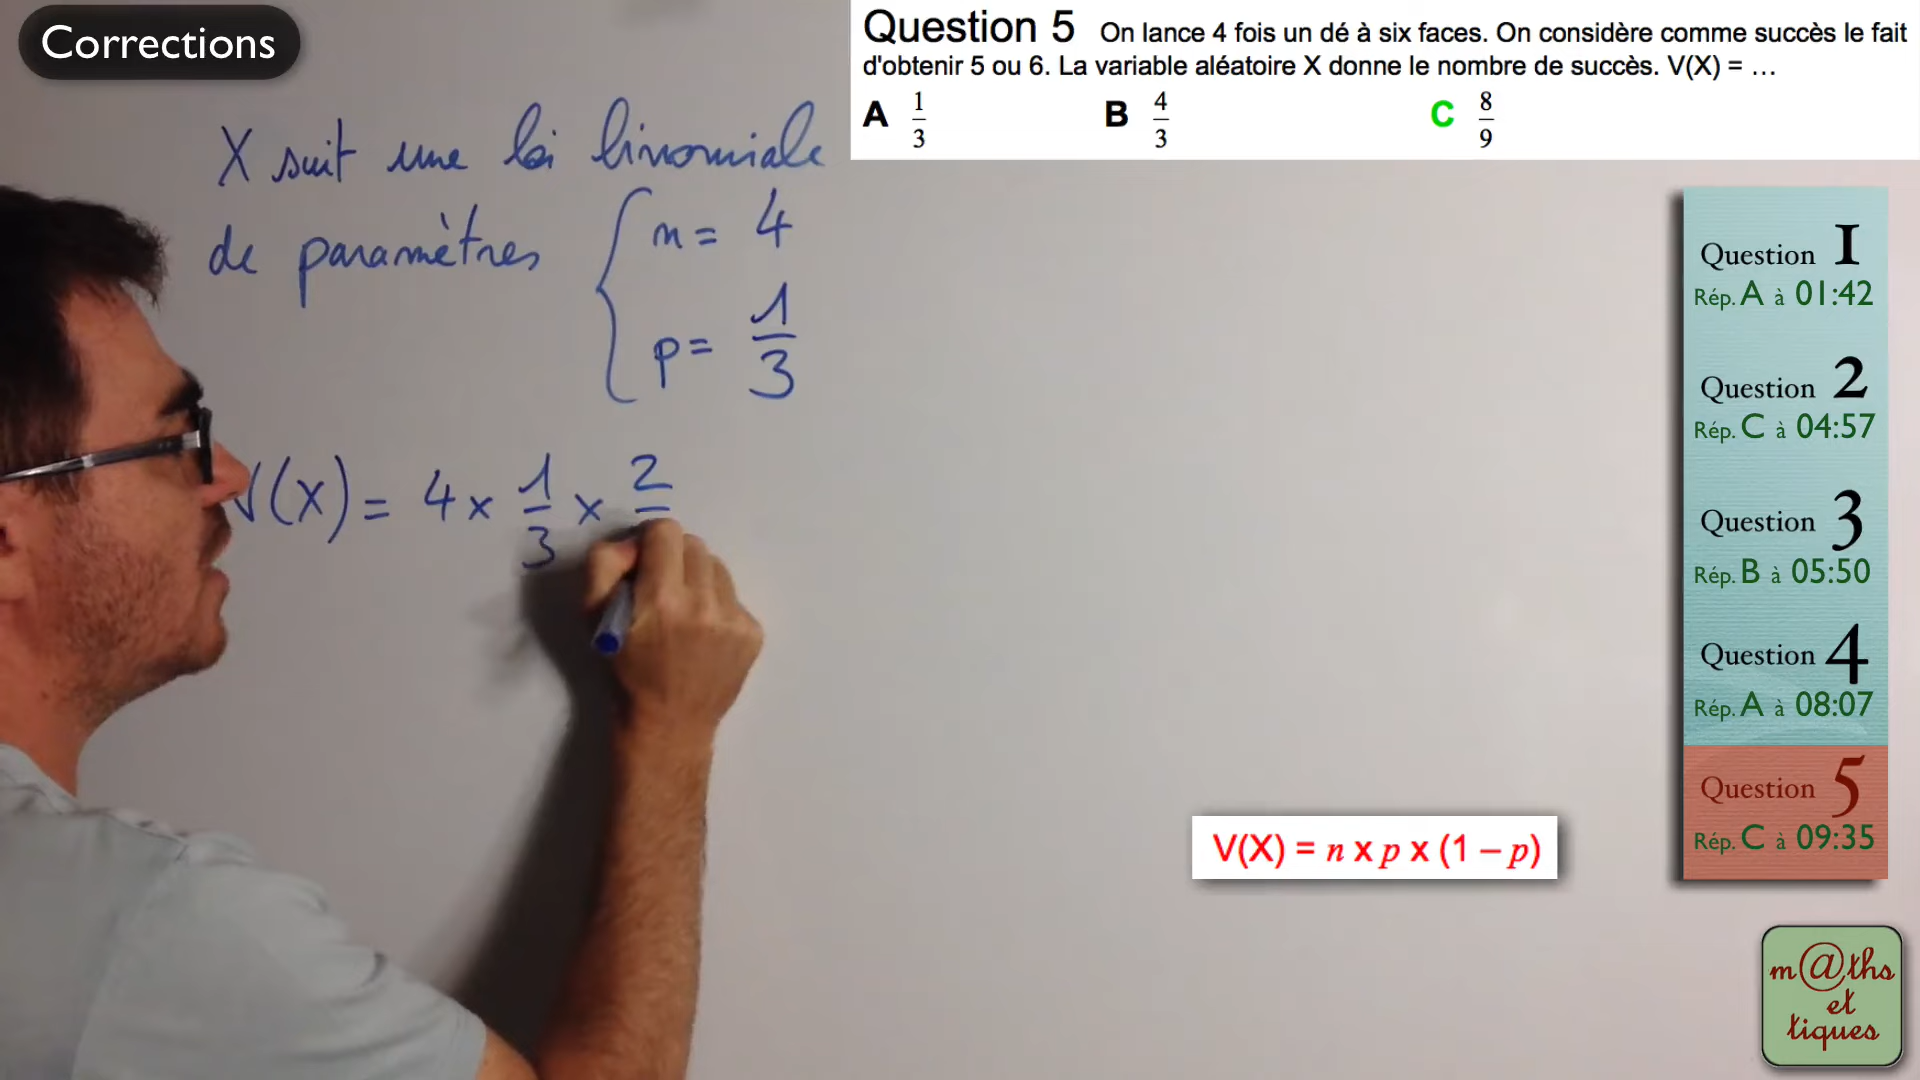 Corrections
Question 5 On lance 4 fois un dé à six faces. On considère comme succès le fait
d'obtenir 5 ou 6. La variable aléatoire X donne le nombre de succès. V(X) = ...
A 1/3 B 4/3 C 8/9
X suit une loi binomiale
de paramètres { n = 4
p = 1/3
V(X) = 4 x 1/3 x 2
Question 1
Rép. A à 01:42
Question 2
Rép. C à 04:57
Question 3
Rép. B à 05:50
Question 4
Rép. A à 08:07
Question 5
Rép. C à 09:35
V(X) = n x p x (1 – p)
m@ths
et
tiques